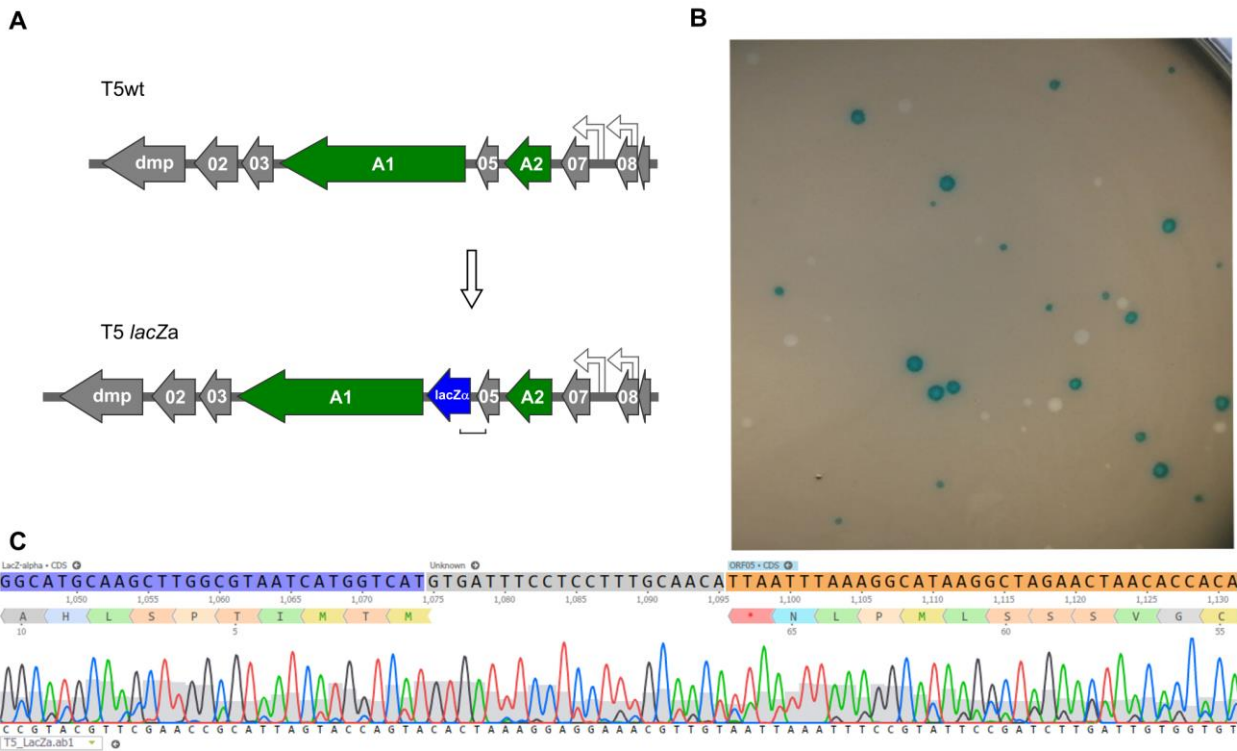 A
B
T5wt
dmp 02 03 A1 05 A2 07 08
T5 lacZa
dmp 02 03 A1 lacZα 05 A2 07 08
C
LacZ-alpha • CDS Unknown ORF05 • CDS
GGCATGCAAGCTTGGCGTAATCATGGTCATGTGATTTCCTCCTTTGCAACATTAATTTAAAGGCATAAGGCTAGAACTAACACCACA
1,050 1,055 1,060 1,065 1,070 1,075 1,080 1,085 1,090 1,095 1,100 1,105 1,110 1,115 1,120 1,125 1,130
A H L S P T I M T M * N L P M L S S S V G C
10 5 65 60 55
CCGTACGTTCGAACCGCATTAGTACCAGTACACTAAAGGAGGAAACGTTGTAATTAAATTTCCGTATTCCGATCTTGATTGTGGTGT
T5_LacZa.ab1